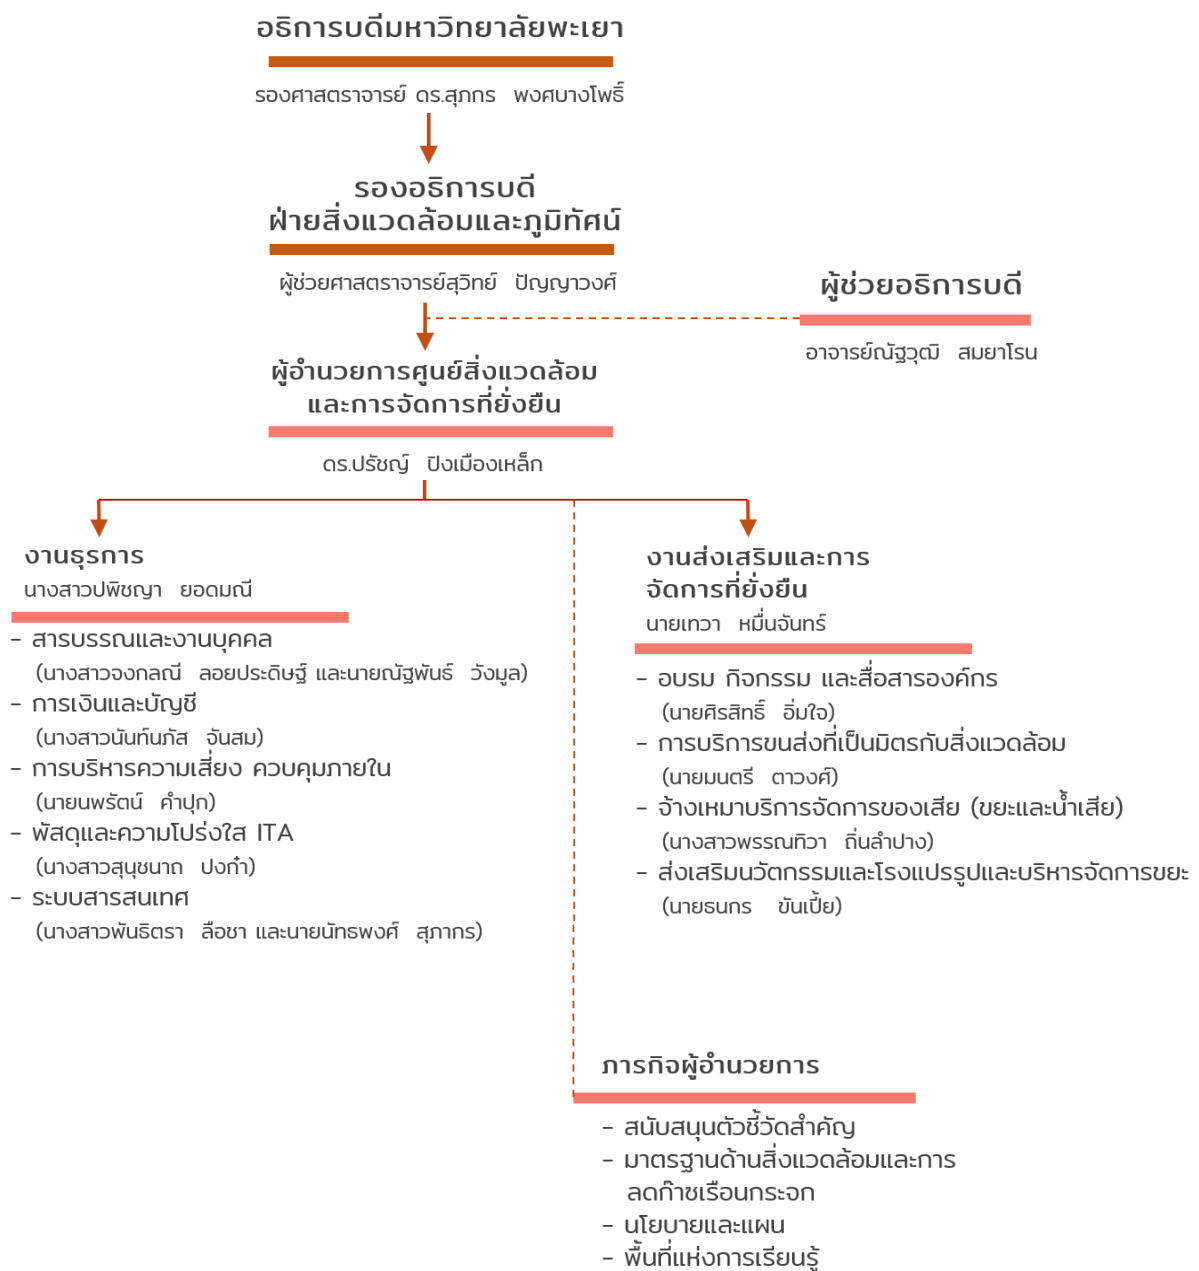 อธิการบดีมหาวิทยาลัยพะเยา
รองศาสตราจารย์ ดร.สุภกร พงศบางโพธิ์
รองอธิการบดี
ฝ่ายสิ่งแวดล้อมและภูมิทัศน์
ผู้ช่วยศาสตราจารย์สุวิทย์ ปัญญาวงศ์
ผู้ช่วยอธิการบดี
อาจารย์ณัฐวุฒิ สมยาโรน
ผู้อำนวยการศูนย์สิ่งแวดล้อม
และการจัดการที่ยั่งยืน
ดร.ปรัชญ์ ปิงเมืองเหล็ก
งานธุรการ
นางสาวปพิชญา ยอดมณี
- สารบรรณและงานบุคคล
(นางสาวจงกลณี ลอยประดิษฐ์ และนายณัฐพันธ์ วังมูล)
- การเงินและบัญชี
(นางสาวนันท์นภัส จันสม)
- การบริหารความเสี่ยง ควบคุมภายใน
(นายนพรัตน์ คำปุก)
- พัสดุและความโปร่งใส ITA
(นางสาวสุนุชนาถ ปงก๋า)
- ระบบสารสนเทศ
(นางสาวพันธิตรา ลือชา และนายนัทธพงศ์ สุภากร)
งานส่งเสริมและการ
จัดการที่ยั่งยืน
นายเทวา หมื่นจันทร์
- อบรม กิจกรรม และสื่อสารองค์กร
(นายศิรสิทธิ์ อิ่มใจ)
- การบริการขนส่งที่เป็นมิตรกับสิ่งแวดล้อม
(นายมนตรี ตาวงศ์)
- จ้างเหมาบริการจัดการของเสีย (ขยะและน้ำเสีย)
(นางสาวพรรณทิวา ถิ่นลำปาง)
- ส่งเสริมนวัตกรรมและโรงแปรรูปและบริหารจัดการขยะ
(นายธนกร ขันเปี้ย)
ภารกิจผู้อำนวยการ
- สนับสนุนตัวชี้วัดสำคัญ
- มาตรฐานด้านสิ่งแวดล้อมและการ
ลดก๊าซเรือนกระจก
- นโยบายและแผน
- พื้นที่แห่งการเรียนรู้